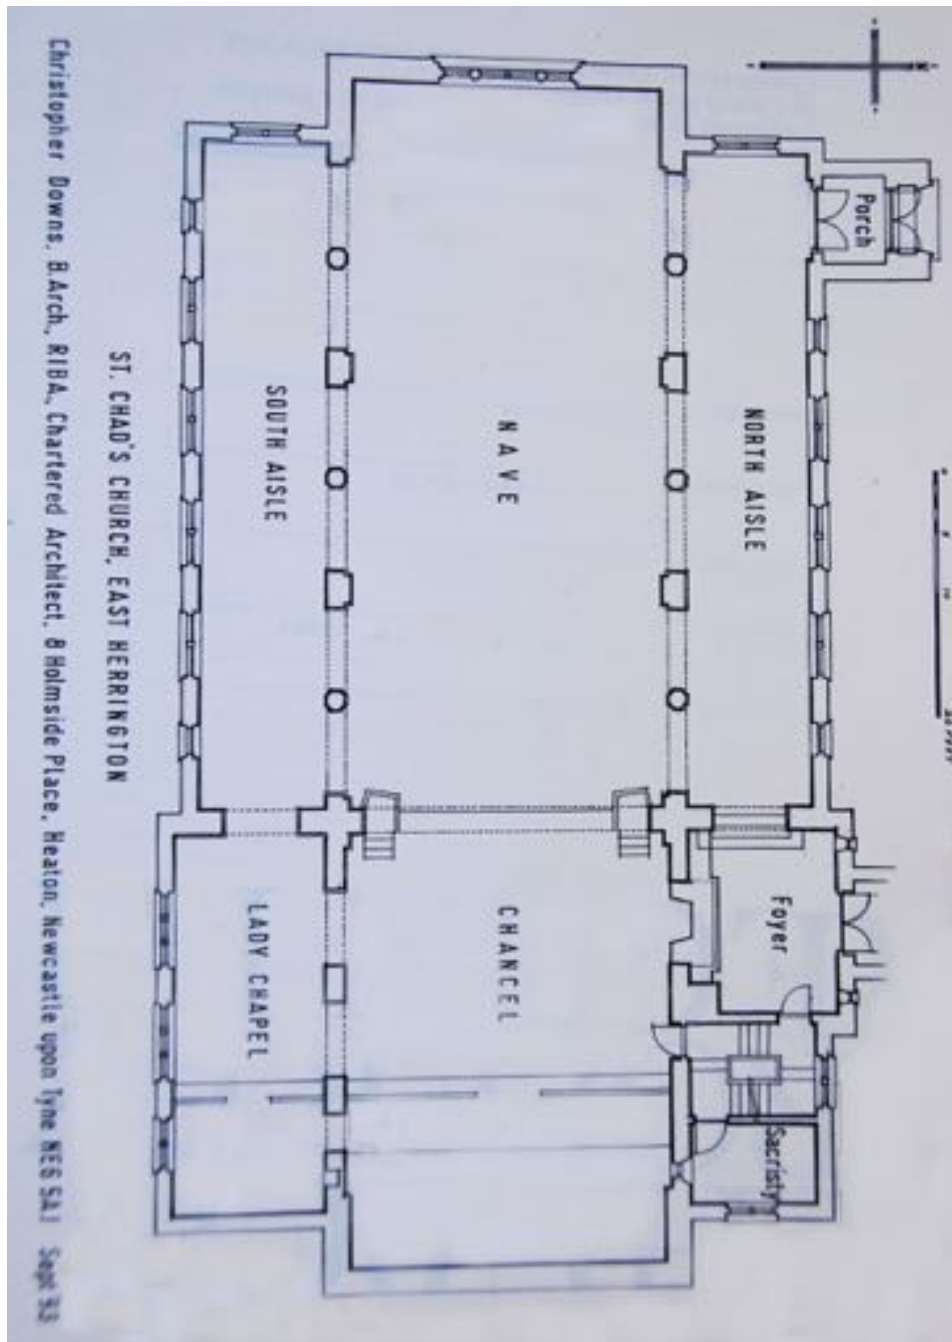 Porch
NORTH AISLE
NAVE
SOUTH AISLE
Foyer
CHANCEL
LADY CHAPEL
Sacristy
ST. CHAD'S CHURCH, EAST HERRINGTON
Christopher Downs, B.Arch., RIBA., Chartered Architect, 8 Holmside Place, Heaton, Newcastle upon Tyne NE6 5AJ Sept '93